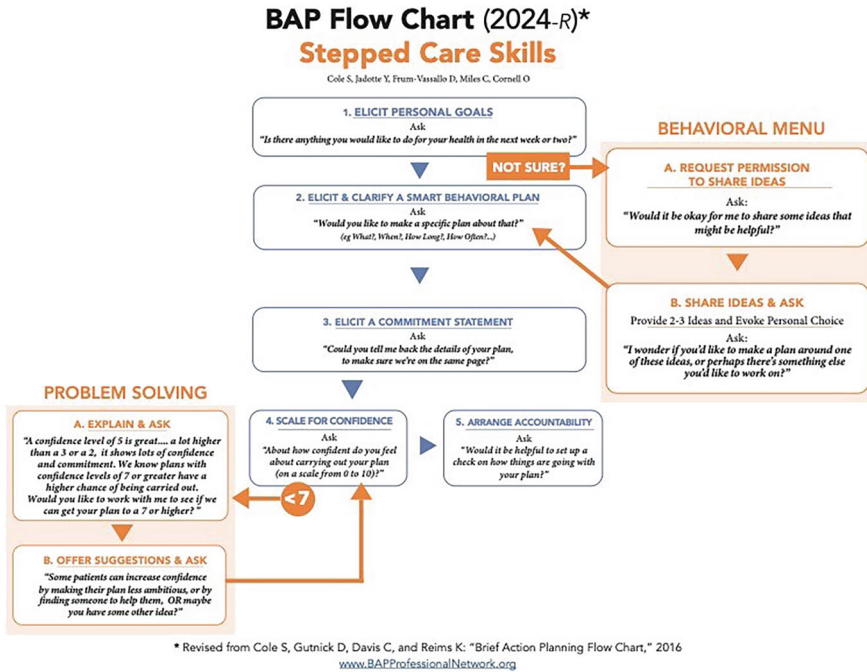 BAP Flow Chart (2024-R)*
Stepped Care Skills
Cole S, Jadotte Y, Frum-Vassallo D, Miles C, Cornell O
1. ELICIT PERSONAL GOALS
Ask
"Is there anything you would like to do for your health in the next week or two?"
NOT SURE?
2. ELICIT & CLARIFY A SMART BEHAVIORAL PLAN
Ask
"Would you like to make a specific plan about that?"
(eg What?, When?, How Long?, How Often?...)
BEHAVIORAL MENU
A. REQUEST PERMISSION
TO SHARE IDEAS
Ask:
"Would it be okay for me to share some ideas that
might be helpful?"
B. SHARE IDEAS & ASK
Provide 2-3 Ideas and Evoke Personal Choice
Ask:
"I wonder if you'd like to make a plan around one
of these ideas, or perhaps there's something else
you'd like to work on?"
3. ELICIT A COMMITMENT STATEMENT
Ask
"Could you tell me back the details of your plan,
to make sure we're on the same page?"
4. SCALE FOR CONFIDENCE
Ask
"About how confident do you feel
about carrying out your plan
(on a scale from 0 to 10)?"
<7
5. ARRANGE ACCOUNTABILITY
Ask
"Would it be helpful to set up a
check on how things are going with
your plan?"
PROBLEM SOLVING
A. EXPLAIN & ASK
"A confidence level of 5 is great.... a lot higher
than a 3 or a 2, it shows lots of confidence
and commitment. We know plans with
confidence levels of 7 or greater have a
higher chance of being carried out.
Would you like to work with me to see if we
can get your plan to a 7 or higher?"
B. OFFER SUGGESTIONS & ASK
"Some patients can increase confidence
by making their plan less ambitious, or by
finding someone to help them, OR maybe
you have some other idea?"
* Revised from Cole S, Gutnick D, Davis C, and Reims K: "Brief Action Planning Flow Chart," 2016
www.BAPProfessionalNetwork.org